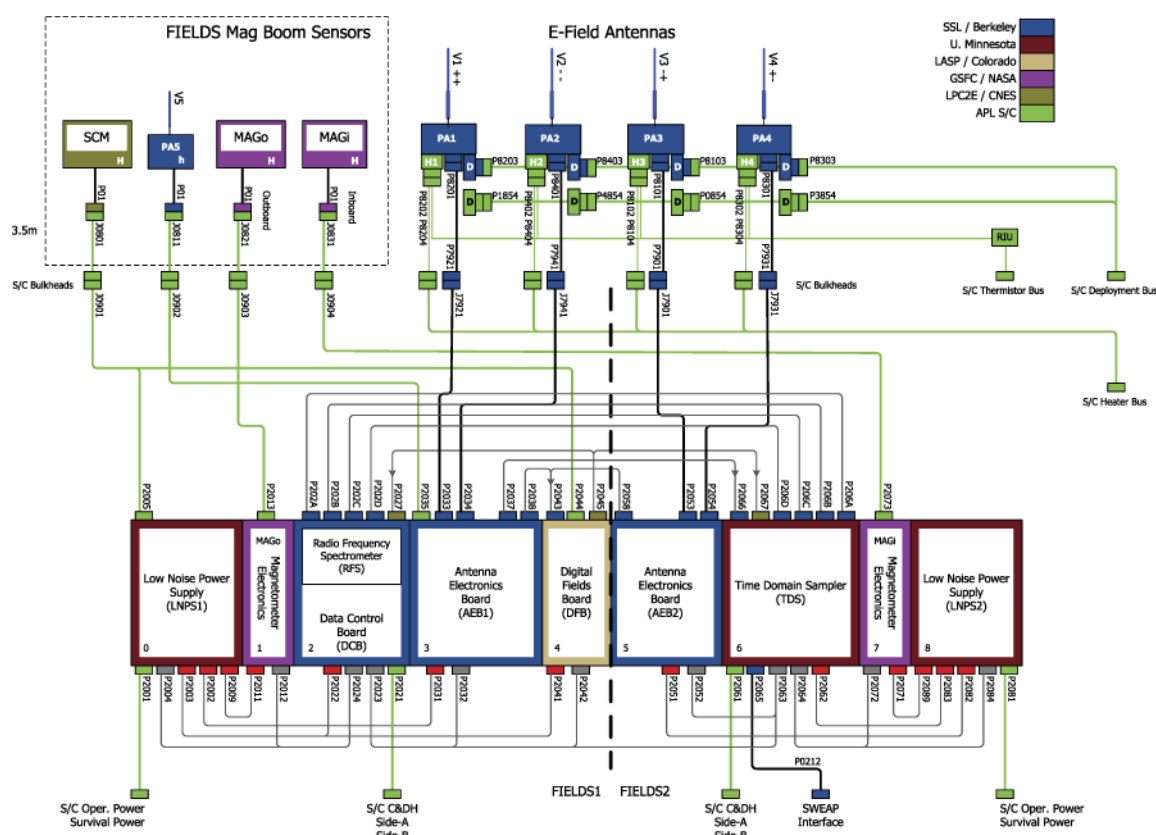 FIELDS Mag Boom Sensors
E-Field Antennas
SSL / Berkeley
U. Minnesota
LASP / Colorado
GSFC / NASA
LPC2E / CNES
APL S/C
V1 ++
V2 - -
V3 -+
V4 +-
V5
SCM
H
PA5
h
MAGo
H
MAGi
H
PA1
PA2
PA3
PA4
H1
D
P8203
H2
D
P8403
H3
D
P8103
H4
D
P8303
P8201
P8401
P8101
P8301
D
P1854
D
P4854
D
P0854
D
P3854
P01
P01
P01
P01
Outboard
Inboard
J0801
J0811
J0821
J0831
P8202 P8204
P8402 P8404
P8102 P8104
P8302 P8304
3.5m
RIU
P7921
P7941
P7901
P7931
S/C Bulkheads
S/C Bulkheads
S/C Thermistor Bus
S/C Deployment Bus
J0901
J0902
J0903
J0904
J7921
J7941
J7901
J7931
S/C Heater Bus
P2005
P2013
P202A
P202B
P202C
P202D
P2027
P2035
P2033
P2034
P2037
P2038
P2043
P2044
P2045
P2058
P2053
P2054
P2066
P2067
P206D
P206C
P206B
P206A
P2073
Low Noise Power
Supply
(LNPS1)
0
MAGo
Magnetometer
Electronics
1
Radio Frequency
Spectrometer
(RFS)
Data Control
Board
(DCB)
2
Antenna
Electronics
Board
(AEB1)
3
Digital
Fields
Board
(DFB)
4
Antenna
Electronics
Board
(AEB2)
5
Time Domain Sampler
(TDS)
6
MAGi
Magnetometer
Electronics
7
Low Noise Power
Supply
(LNPS2)
8
P2001
P2004
P2003
P2002
P2009
P2011
P2012
P2022
P2024
P2023
P2021
P2031
P2032
P2041
P2042
P2051
P2052
P2061
P2065
P2063
P2064
P2062
P2072
P2071
P2089
P2083
P2082
P2084
P2081
P0212
FIELDS1
FIELDS2
S/C Oper. Power
Survival Power
S/C C&DH
Side-A
Side-B
S/C C&DH
Side-A
Side-B
SWEAP
Interface
S/C Oper. Power
Survival Power